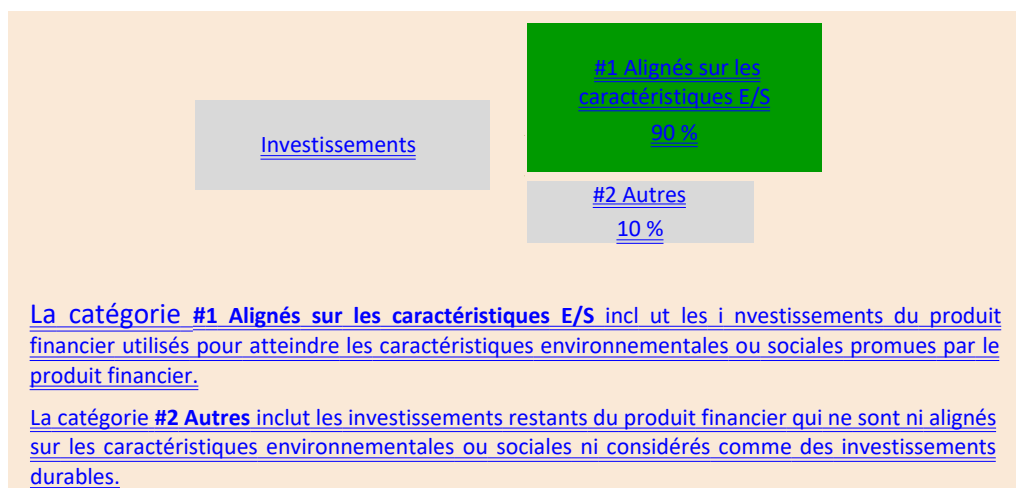 #1 Alignés sur les
caractéristiques E/S
90 %
Investissements
#2 Autres
10 %
La catégorie #1 Alignés sur les caractéristiques E/S incl ut les i nvestissements du produit
financier utilisés pour atteindre les caractéristiques environnementales ou sociales promues par le
produit financier.
La catégorie #2 Autres inclut les investissements restants du produit financier qui ne sont ni alignés
sur les caractéristiques environnementales ou sociales ni considérés comme des investissements
durables.